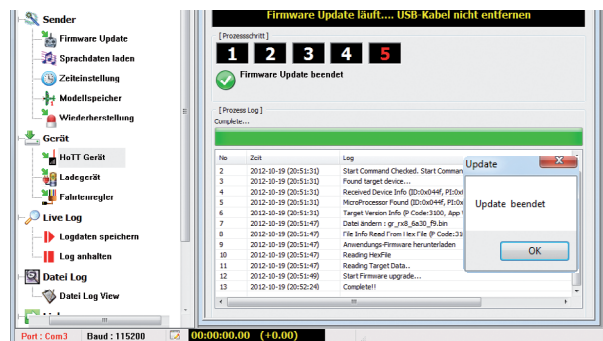 Sender
Firmware Update
Sprachdaten laden
Zeiteinstellung
Modellspeicher
Wiederherstellung
Gerät
HoTT Gerät
Ladegerät
Fahrtenregler
Live Log
Logdaten speichern
Log anhalten
Datei Log
Datei Log View
Port : Com3 Baud : 115200 00:00:00.00 (+0.00)
Firmware Update läuft.... USB-Kabel nicht entfernen
[ Prozessschritt ]
1 2 3 4 5
Firmware Update beendet
[ Prozess Log ]
Complete...
No Zeit Log
2 2012-10-19 (20:51:31) Start Command Checked. Start Comman
3 2012-10-19 (20:51:31) Found target device...
4 2012-10-19 (20:51:31) Received Device Info (ID:0x044f, PI:0x
5 2012-10-19 (20:51:31) MicroProcessor Found (ID:0x044f, PI:0x
6 2012-10-19 (20:51:31) Target Version Info (P Code:3100, App
7 2012-10-19 (20:51:47) Datei ändern : gr_rx8_6a30_f9.bin
8 2012-10-19 (20:51:47) File Info Read From Hex File (P Code:31
9 2012-10-19 (20:51:47) Anwendungs-Firmware herunterladen
10 2012-10-19 (20:51:47) Reading HexFile
11 2012-10-19 (20:51:47) Reading Target Data..
12 2012-10-19 (20:51:49) Start Firmware upgrade...
13 2012-10-19 (20:52:24) Complete!!
Update
Update beendet
OK